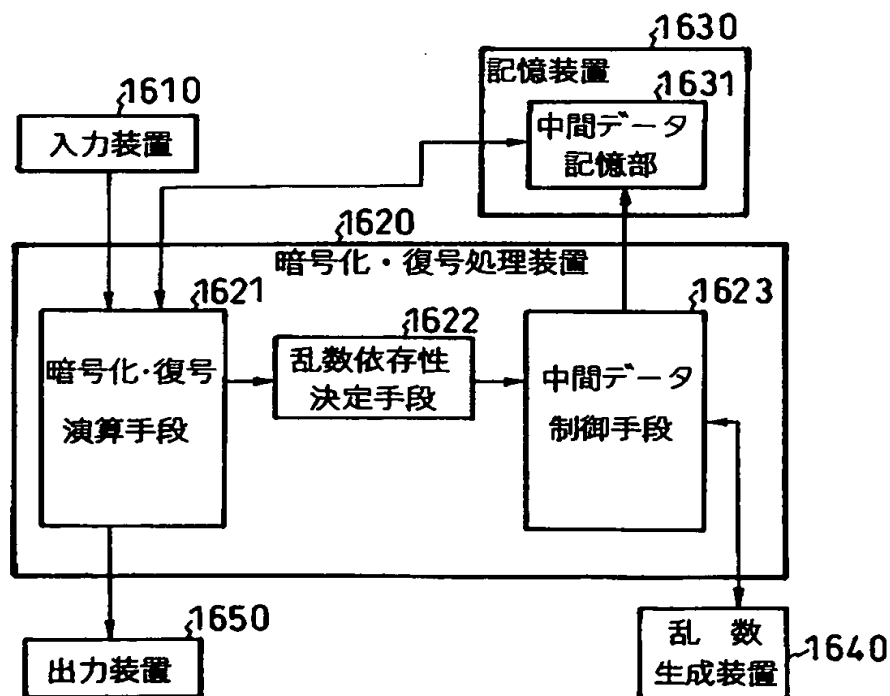 1630
記憶装置
1631
中間データ
記憶部
1610
入力装置
1620
暗号化・復号処理装置
1621
暗号化・復号
演算手段
1622
乱数依存性
決定手段
1623
中間データ
制御手段
1650
出力装置
乱 数
生成装置
1640